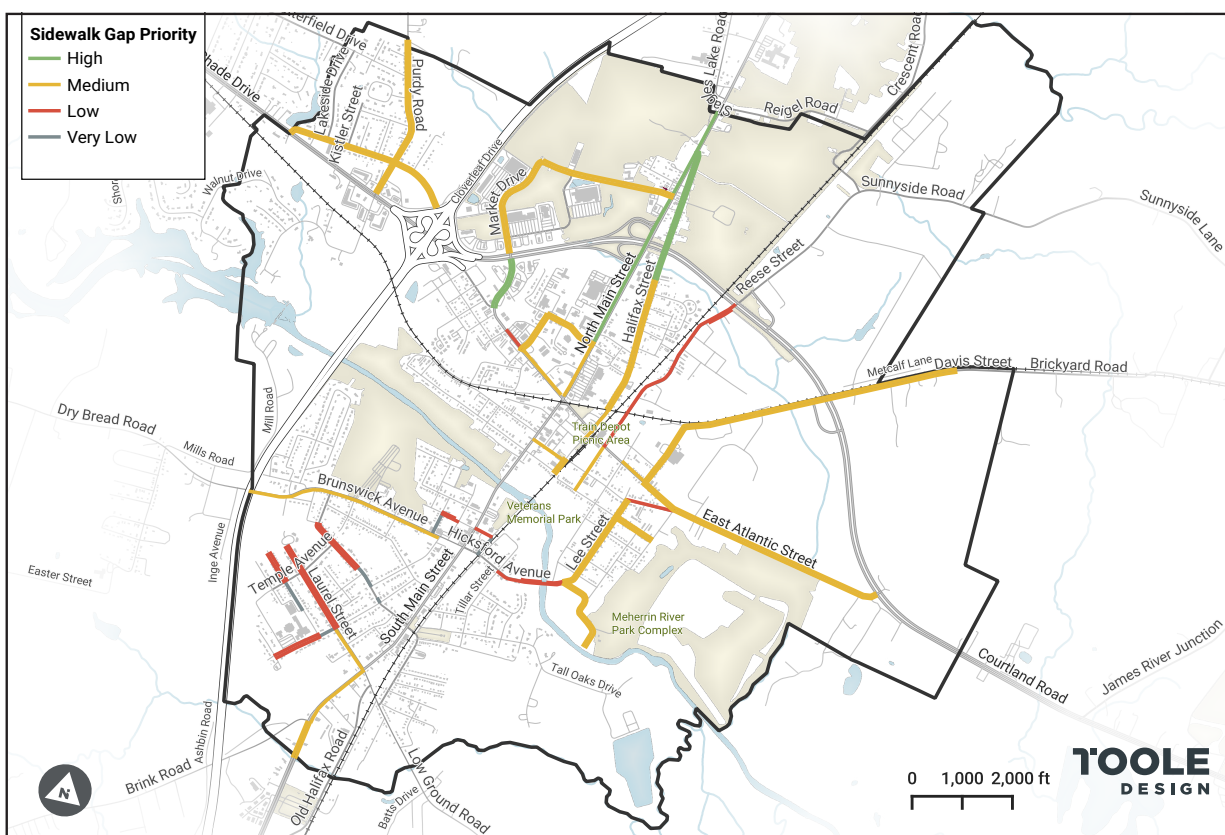 Sidewalk Gap Priority
High
Medium
Low
Very Low
Lakeside Drive
Kistler Street
Purdy Road
Walnut Drive
Cloverleaf Drive
Market Drive
Reigel Road
Crescent Road
Sunnyside Road
Sunnyside Lane
Reese Street
North Main Street
Halifax Street
Metcalf Lane
Davis Street
Brickyard Road
Dry Bread Road
Mill Road
Mills Road
Train Depot
Picnic Area
Brunswick Avenue
Veterans
Memorial Park
Hicksford Avenue
East Atlantic Street
Lee Street
Inge Avenue
Easter Street
Temple Avenue
Laurel Street
South Main Street
Tillar Street
Meherrin River
Park Complex
Tall Oaks Drive
Courtland Road
James River Junction
Ashbin Road
Brink Road
Old Halifax Road
Low Ground Road
Batts Drive
N
0 1,000 2,000 ft
TOOLE
DESIGN